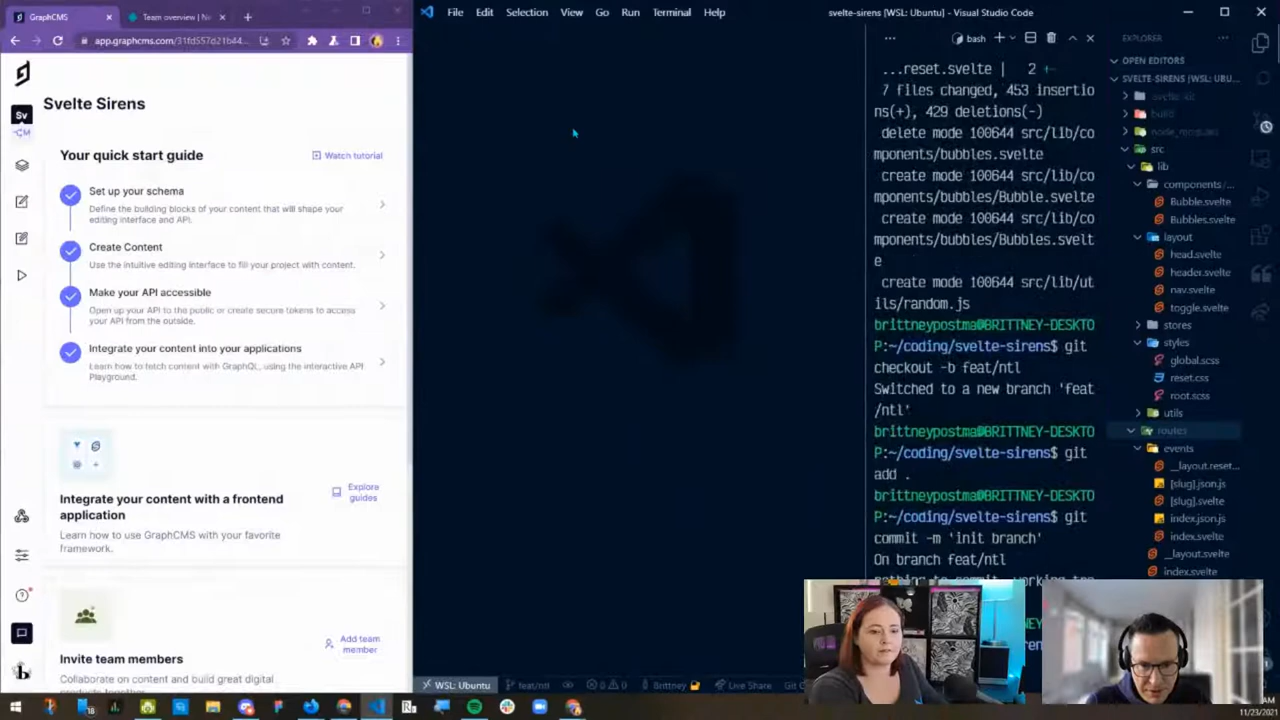 GraphCMS
Team overview | Ne
File Edit Selection View Go Run Terminal Help
svelte-sirens [WSL: Ubuntu] - Visual Studio Code
app.graphcms.com/31fd557d21b44...
Svelte Sirens
Sv
Your quick start guide
Watch tutorial
Set up your schema
Define the building blocks of your content that will shape your
editing interface and API.
Create Content
Use the intuitive editing interface to fill your project with content.
Make your API accessible
Open up your API to the public or create secure tokens to access
your API from the outside.
Integrate your content into your applications
Learn how to fetch content with GraphQL, using the interactive API
Playground.
Integrate your content with a frontend
application
Explore
guides
Learn how to use GraphCMS with your favorite
framework.
Invite team members
Add team
member
Collaborate on content and build great digital
products together.
bash
...reset.svelte | 2 +-
7 files changed, 453 insertio
ns(+), 429 deletions(-)
delete mode 100644 src/lib/co
mponents/bubbles.svelte
create mode 100644 src/lib/co
mponents/bubbles/Bubble.svelte
create mode 100644 src/lib/co
mponents/bubbles/Bubbles.svelt
e
create mode 100644 src/lib/ut
ils/random.js
brittneypostma@BRITTNEY-DESKTO
P:~/coding/svelte-sirens$ git
checkout -b feat/ntl
Switched to a new branch 'feat
/ntl'
brittneypostma@BRITTNEY-DESKTO
P:~/coding/svelte-sirens$ git
add .
brittneypostma@BRITTNEY-DESKTO
P:~/coding/svelte-sirens$ git
commit -m 'init branch'
On branch feat/ntl
EXPLORER
OPEN EDITORS
SVELTE-SIRENS [WSL: UBU...
.svelte-kit
build
node_modules
src
lib
components/...
Bubble.svelte
Bubbles.svelte
layout
head.svelte
header.svelte
nav.svelte
toggle.svelte
stores
styles
global.scss
reset.css
root.scss
utils
routes
events
__layout.reset...
[slug].json.js
[slug].svelte
index.json.js
index.svelte
__layout.svelte
index.svelte
WSL: Ubuntu
feat/ntl
0 0
Brittney
Live Share
11/23/2021